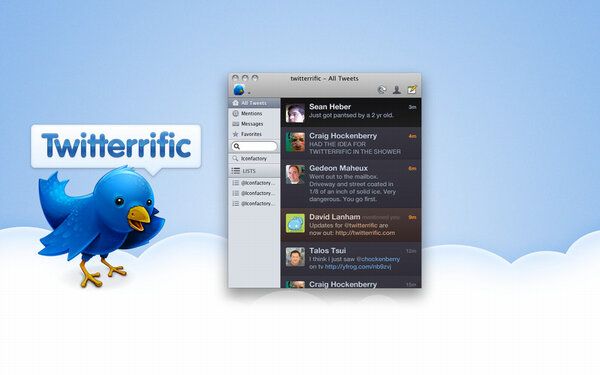 Twitterrific
twitterrific – All Tweets
All Tweets
Mentions
Messages
Favorites
Iconfactory
LISTS
@Iconfactory...
@Iconfactory...
@Iconfactory...
Sean Heber 3m
Just got pantsed by a 2 yr old.
Craig Hockenberry 4m
HAD THE IDEA FOR
TWITTERRIFIC IN THE SHOWER
Gedeon Maheux 6m
Went out to the mailbox.
Driveway and street coated in
1/8 of an inch of solid ice. Very
dangerous. You go first.
David Lanham mentioned you 9m
Updates for @twitterrific are
now out: http://twitterrific.com
Talos Tsui 12m
I think i just saw @chockenberry
on tv http://yfrog.com/nb9zvj
Craig Hockenberry 15m